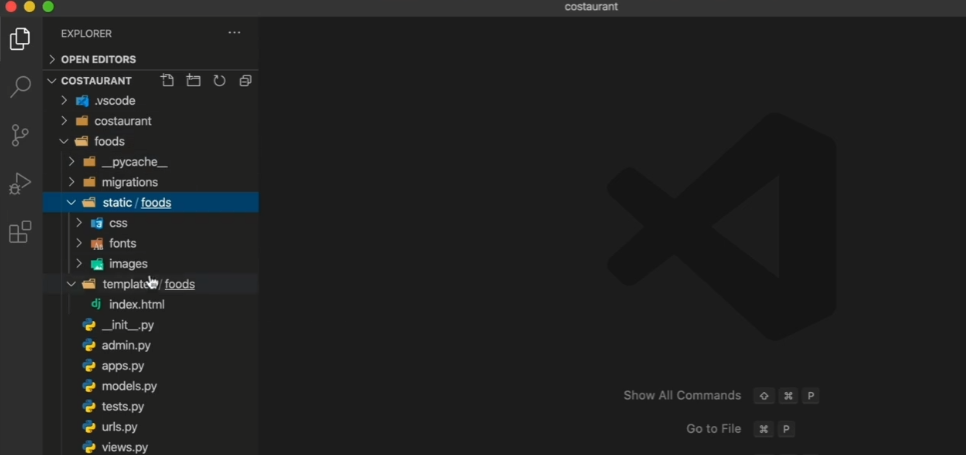 costaurant
EXPLORER
OPEN EDITORS
COSTAURANT
.vscode
costaurant
foods
__pycache__
migrations
static / foods
css
fonts
images
/ foods
index.html
__init__.py
admin.py
apps.py
models.py
tests.py
urls.py
views.py
Show All Commands ⇧ ⌘ P
Go to File ⌘ P